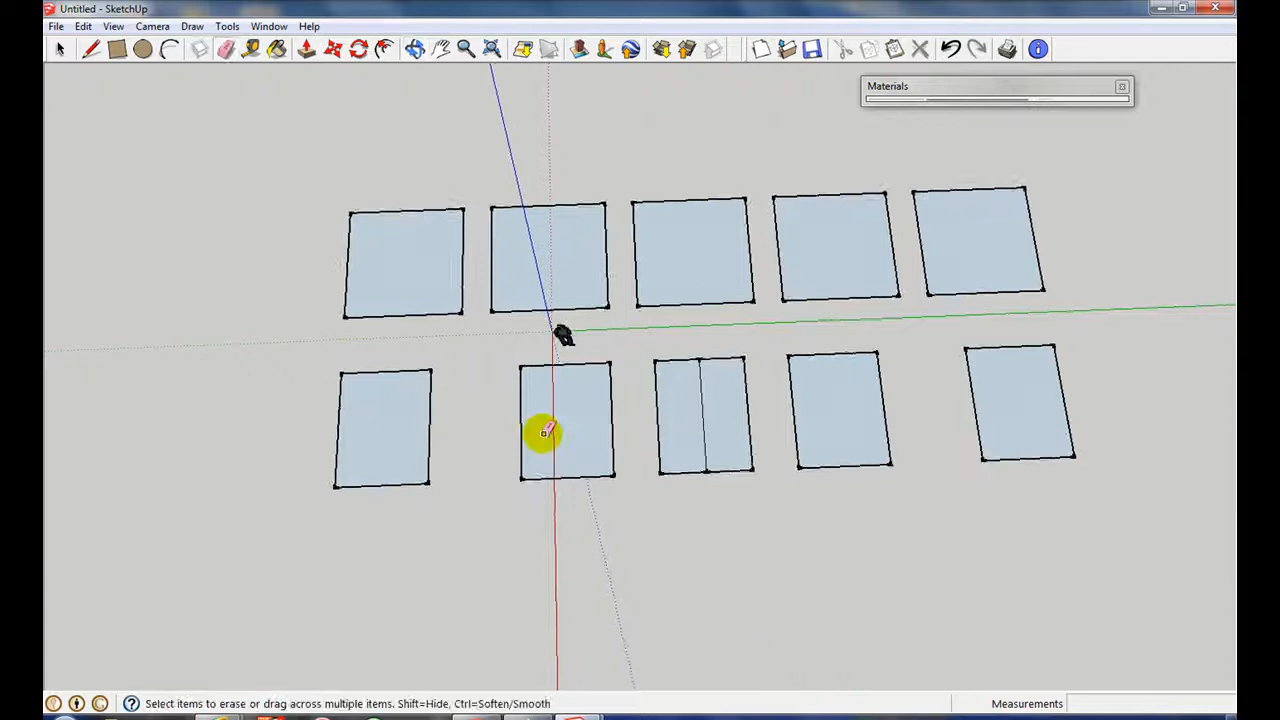 Untitled - SketchUp
File Edit View Camera Draw Tools Window Help
Materials
Select items to erase or drag across multiple items. Shift=Hide, Ctrl=Soften/Smooth
Measurements